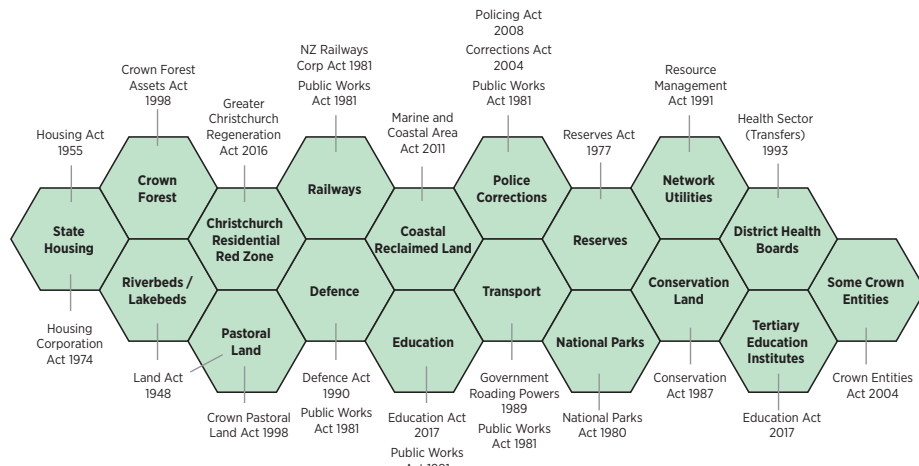 Policing Act
2008
Corrections Act
2004
Public Works
Act 1981
NZ Railways
Corp Act 1981
Public Works
Act 1981
Crown Forest
Assets Act
1998
Resource
Management
Act 1991
Greater
Christchurch
Regeneration
Act 2016
Marine and
Coastal Area
Act 2011
Health Sector
(Transfers)
1993
Housing Act
1955
Reserves Act
1977
Crown
Forest
Railways
Police
Corrections
Network
Utilities
State
Housing
Christchurch
Residential
Red Zone
Coastal
Reclaimed Land
Reserves
District Health
Boards
Riverbeds /
Lakebeds
Defence
Transport
Conservation
Land
Some Crown
Entities
Pastoral
Land
Education
National Parks
Tertiary
Education
Institutes
Housing
Corporation
Act 1974
Land Act
1948
Crown Pastoral
Land Act 1998
Defence Act
1990
Public Works
Act 1981
Education Act
2017
Public Works
Act 1981
Government
Roading Powers
1989
Public Works
Act 1981
National Parks
Act 1980
Conservation
Act 1987
Education Act
2017
Crown Entities
Act 2004